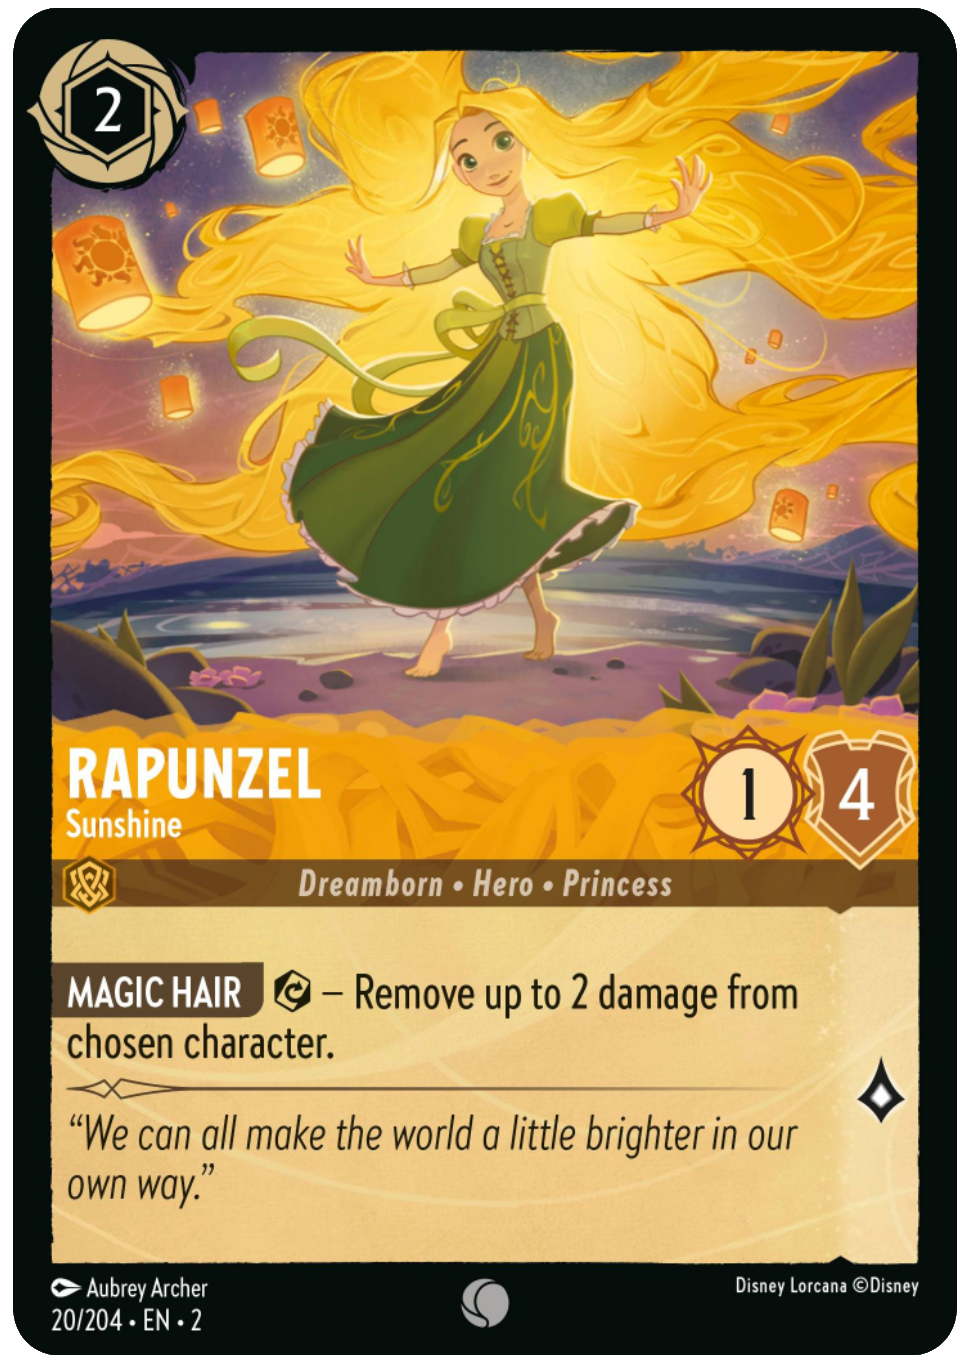 2
RAPUNZEL
Sunshine
1
4
Dreamborn • Hero • Princess
MAGIC HAIR – Remove up to 2 damage from
chosen character.
“We can all make the world a little brighter in our
own way.”
Aubrey Archer
20/204 • EN • 2
Disney Lorcana ©Disney